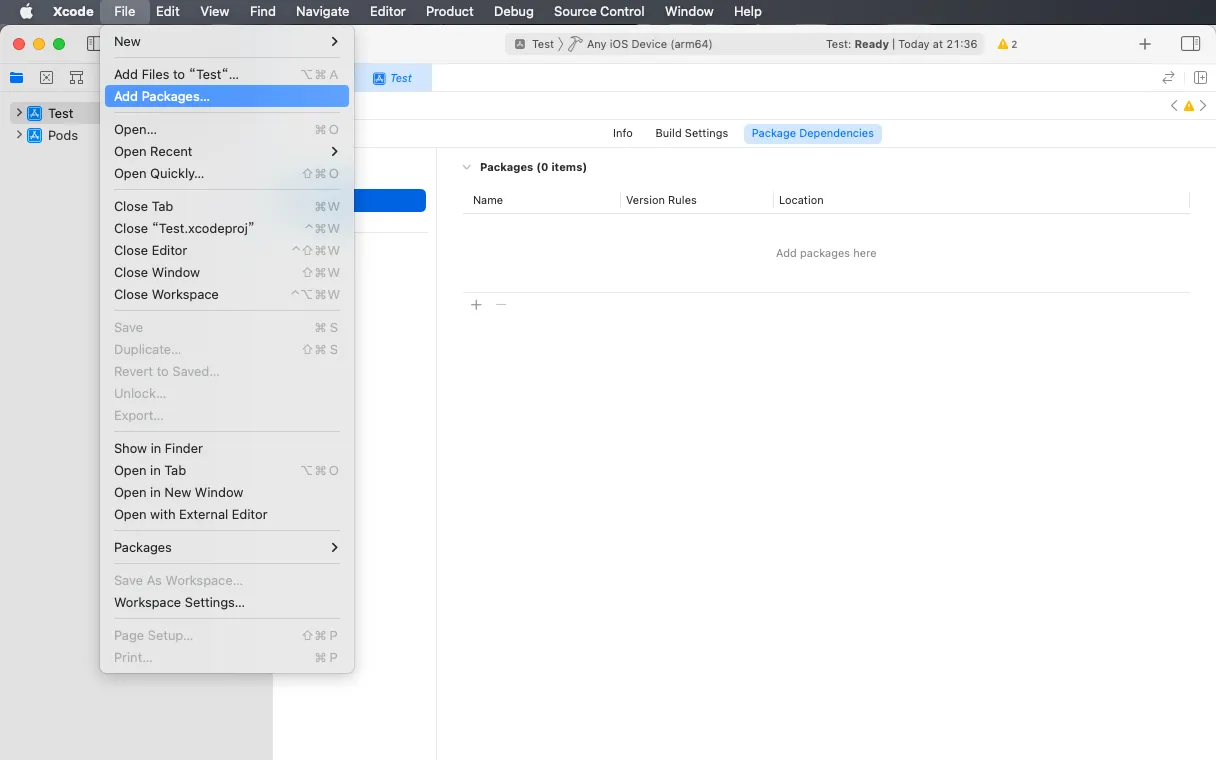 Xcode File Edit View Find Navigate Editor Product Debug Source Control Window Help
Test Any iOS Device (arm64) Test: Ready | Today at 21:36 2
Test
Test
Pods
New
Add Files to “Test“... ⌥⌘A
Add Packages...
Open... ⌘O
Open Recent
Open Quickly... ⇧⌘O
Close Tab ⌘W
Close “Test.xcodeproj” ^⌘W
Close Editor ^⇧⌘W
Close Window ⇧⌘W
Close Workspace ^⌥⌘W
Save ⌘S
Duplicate... ⇧⌘S
Revert to Saved...
Unlock...
Export...
Show in Finder
Open in Tab ⌥⌘O
Open in New Window
Open with External Editor
Packages
Save As Workspace...
Workspace Settings...
Page Setup... ⇧⌘P
Print... ⌘P
Info Build Settings Package Dependencies
Packages (0 items)
Name Version Rules Location
Add packages here